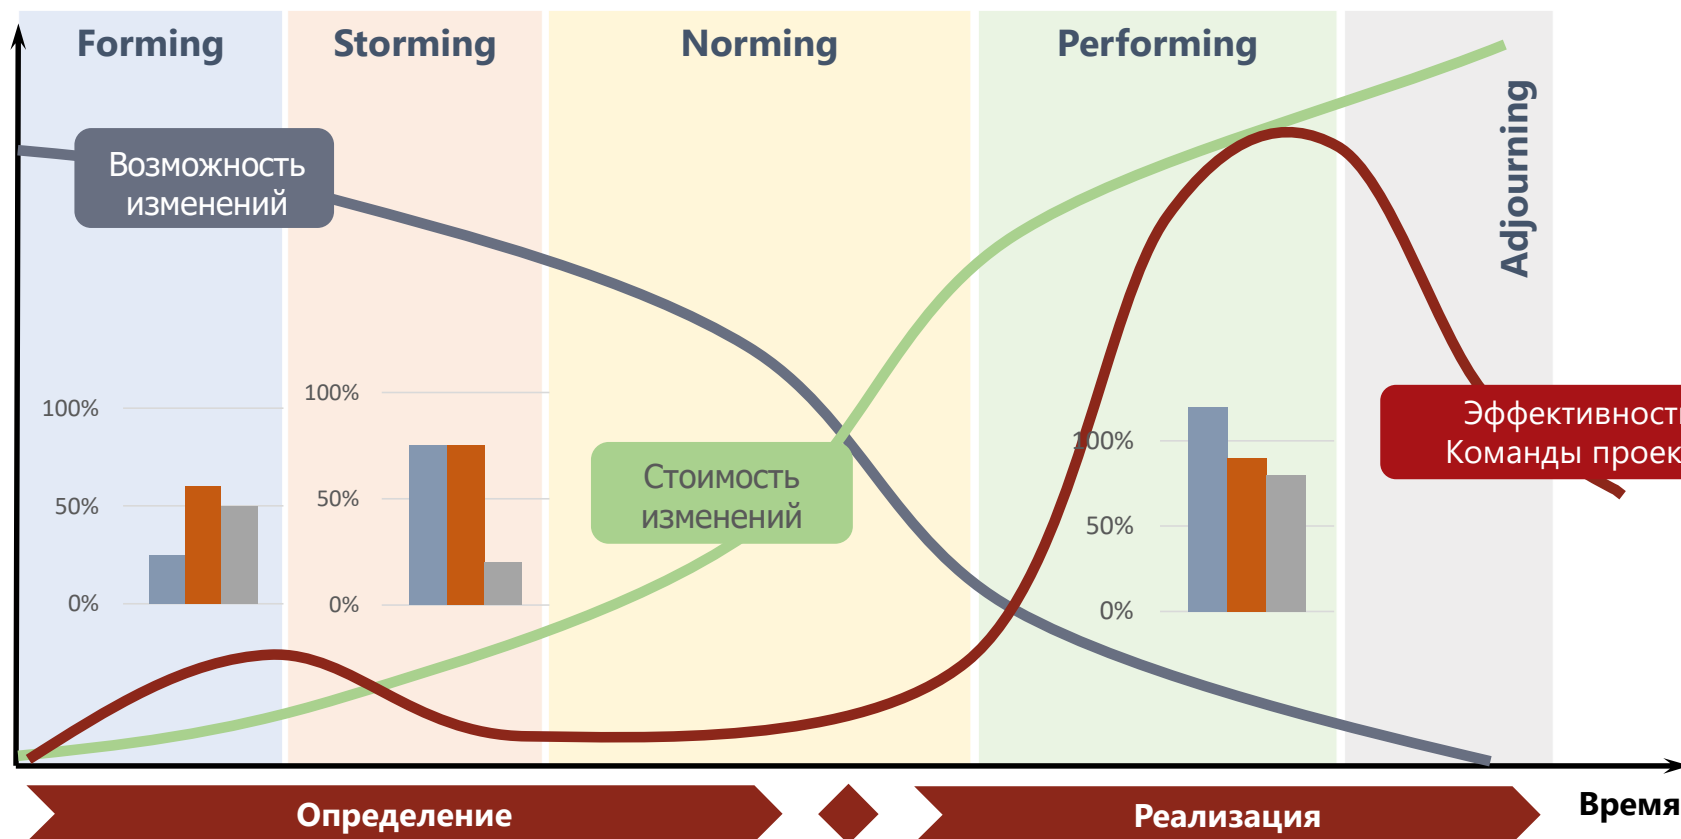 Forming
Storming
Norming
Performing
Adjourning
Возможность
изменений
100%
50%
0%
100%
50%
0%
Стоимость
изменений
100%
50%
0%
Эффективност
Команды проек
Определение
Реализация
Время